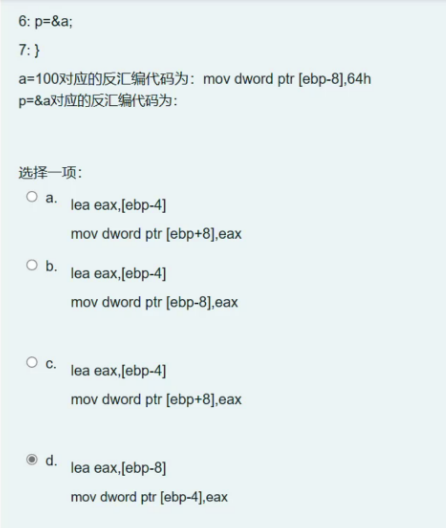 6: p=&a;
7: }
a=100对应的反汇编代码为：mov dword ptr [ebp-8],64h
p=&a对应的反汇编代码为：
选择一项：
a. lea eax,[ebp-4]
mov dword ptr [ebp+8],eax
b. lea eax,[ebp-4]
mov dword ptr [ebp-8],eax
c. lea eax,[ebp-4]
mov dword ptr [ebp+8],eax
d. lea eax,[ebp-8]
mov dword ptr [ebp-4],eax